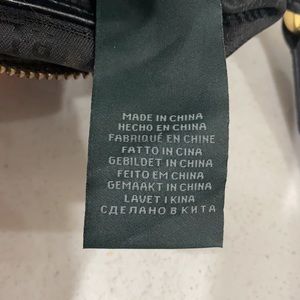 MADE IN CHINA
HECHO EN CHINA
FABRIQUÉ EN CHINE
FATTO IN CINA
GEBILDET IN CHINA
FEITO EM CHINA
GEMAAKT IN CHINA
LAVET I KINA
СДЕЛАНО В КИТА